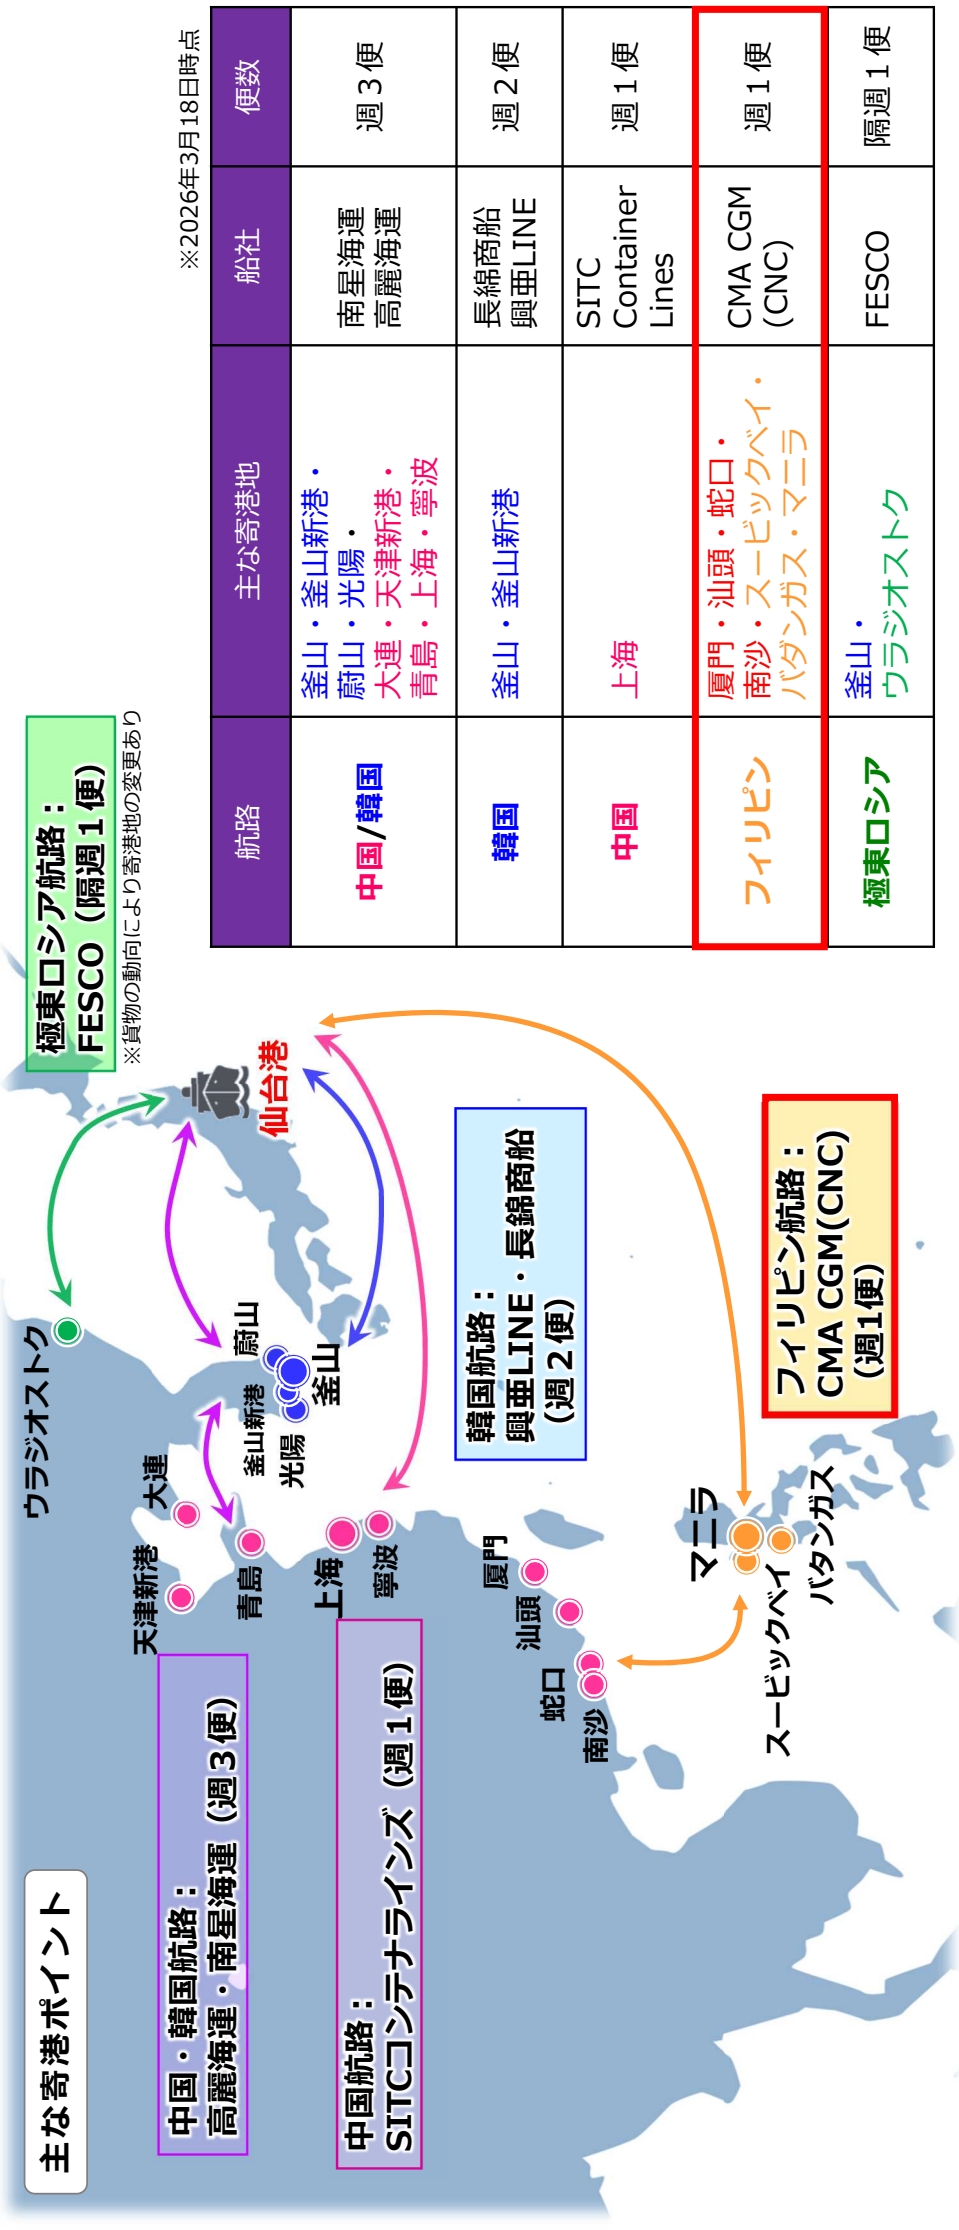 主な寄港ポイント
極東ロシア航路：
FESCO（隔週１便）
※貨物の動向により寄港地の変更あり
中国・韓国航路：
高麗海運・南星海運（週３便）
中国航路：
SITCコンテナラインズ（週１便）
韓国航路：
興亜LINE・長錦商船
（週２便）
フィリピン航路：
CMA CGM(CNC)
（週1便）
ウラジオストク
大連
天津新港
青島
上海
寧波
蔚山
釜山新港
光陽
釜山
仙台港
厦門
汕頭
蛇口
南沙
マニラ
スービックベイ
バタンガス
※2026年3月18日時点
航路
主な寄港地
船社
便数
中国/韓国
釜山・釜山新港・
蔚山・光陽・
大連・天津新港・
青島・上海・寧波
南星海運
高麗海運
週３便
韓国
釜山・釜山新港
長綿商船
興亜LINE
週２便
中国
上海
SITC
Container
Lines
週１便
フィリピン
厦門・汕頭・蛇口・
南沙・スービックベイ・
バダンガス・マニラ
CMA CGM
(CNC)
週１便
極東ロシア
釜山・
ウラジオストク
FESCO
隔週１便